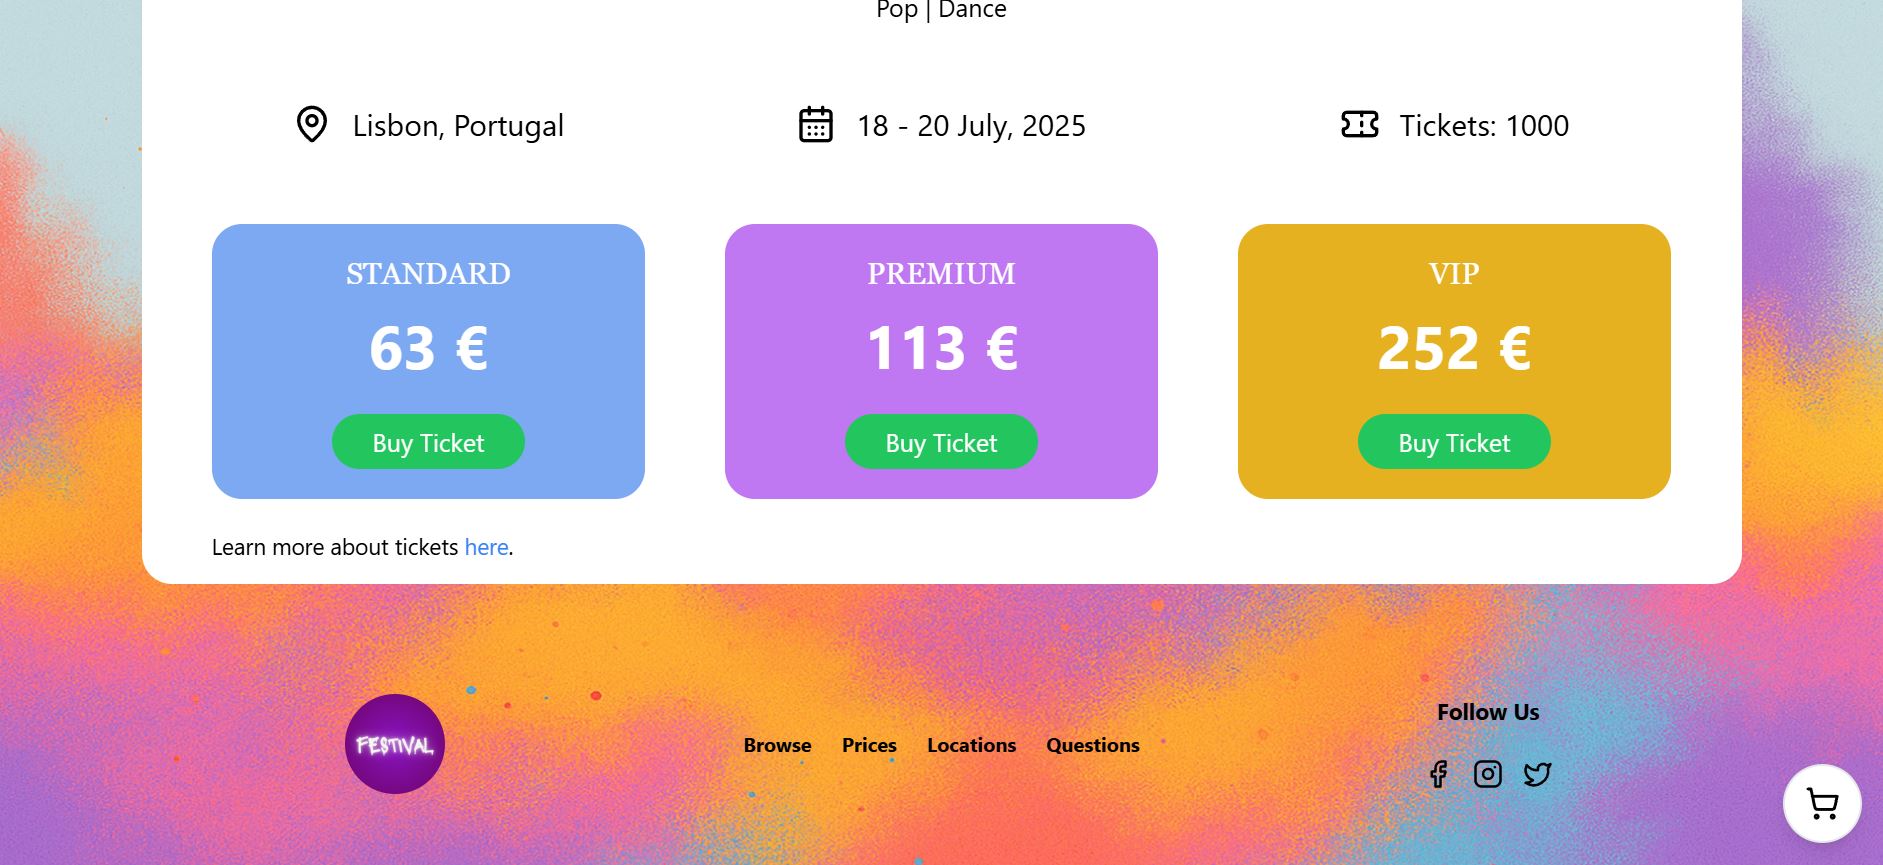 Pop | Dance
Lisbon, Portugal
18 - 20 July, 2025
Tickets: 1000
STANDARD
63 €
Buy Ticket
PREMIUM
113 €
Buy Ticket
VIP
252 €
Buy Ticket
Learn more about tickets here.
FESTIVAL
Browse
Prices
Locations
Questions
Follow Us